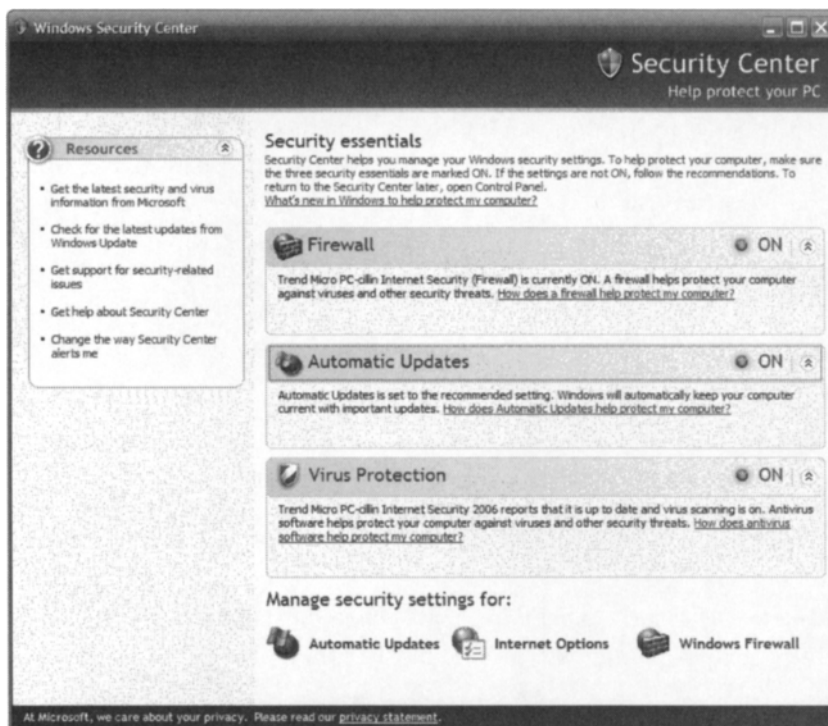 Windows Security Center
Security Center
Help protect your PC
Resources
• Get the latest security and virus
information from Microsoft
• Check for the latest updates from
Windows Update
• Get support for security-related
issues
• Get help about Security Center
• Change the way Security Center
alerts me
Security essentials
Security Center helps you manage your Windows security settings. To help protect your computer, make sure
the three security essentials are marked ON. If the settings are not ON, follow the recommendations. To
return to the Security Center later, open Control Panel.
What's new in Windows to help protect my computer?
Firewall ON
Trend Micro PC-cillin Internet Security (Firewall) is currently ON. A firewall helps protect your computer
against viruses and other security threats. How does a firewall help protect my computer?
Automatic Updates ON
Automatic Updates is set to the recommended setting. Windows will automatically keep your computer
current with important updates. How does Automatic Updates help protect my computer?
Virus Protection ON
Trend Micro PC-cillin Internet Security 2006 reports that it is up to date and virus scanning is on. Antivirus
software helps protect your computer against viruses and other security threats. How does antivirus
software help protect my computer?
Manage security settings for:
Automatic Updates
Internet Options
Windows Firewall
At Microsoft, we care about your privacy. Please read our privacy statement.